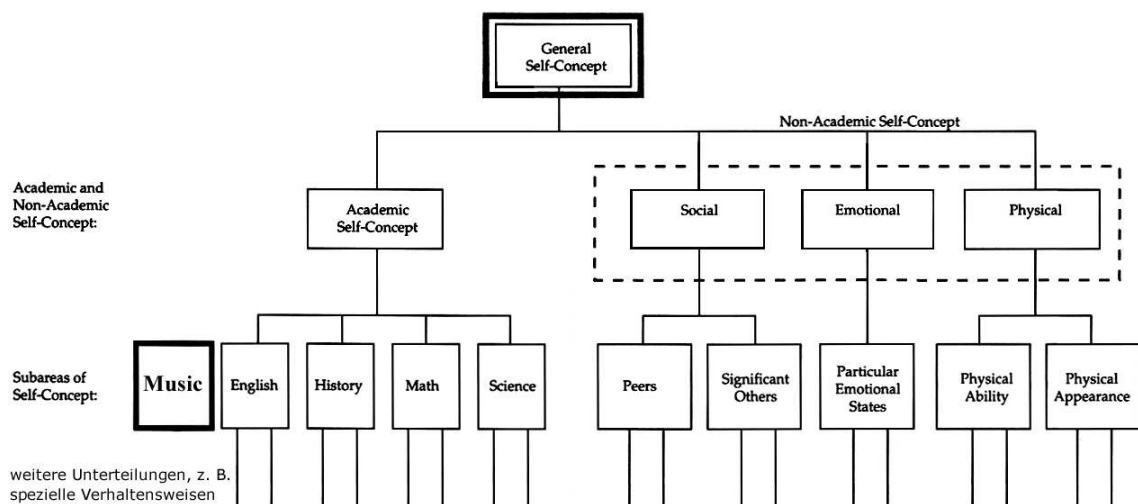 General
Self-Concept
Non-Academic Self-Concept
Academic and
Non-Academic
Self-Concept:
Academic
Self-Concept
Social
Emotional
Physical
Subareas of
Self-Concept:
Music
English
History
Math
Science
Peers
Significant
Others
Particular
Emotional
States
Physical
Ability
Physical
Appearance
weitere Unterteilungen, z. B.
spezielle Verhaltensweisen